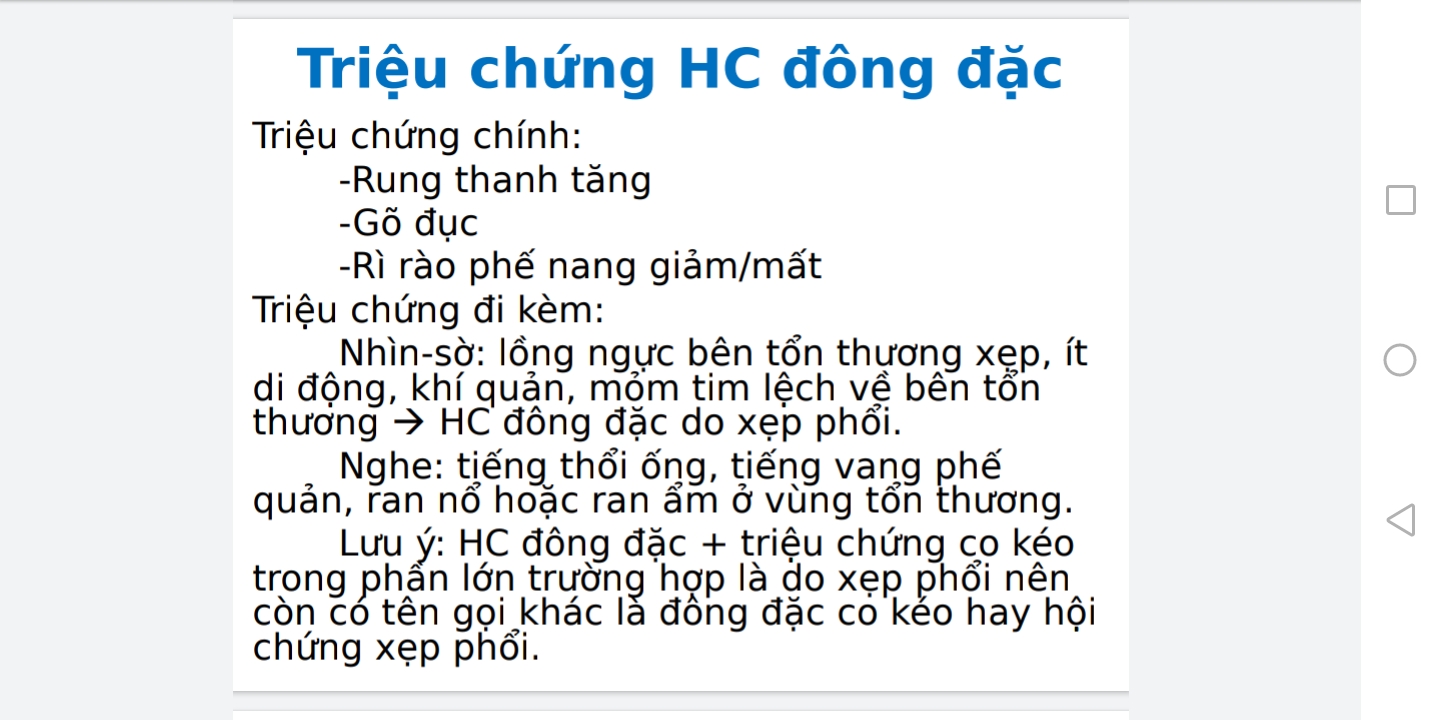 Triệu chứng HC đông đặc
Triệu chứng chính:
-Rung thanh tăng
-Gõ đục
-Rì rào phế nang giảm/mất
Triệu chứng đi kèm:
Nhìn-sờ: lồng ngực bên tổn thương xẹp, ít
di động, khí quản, mỏm tim lệch về bên tổn
thương → HC đông đặc do xẹp phổi.
Nghe: tiếng thổi ống, tiếng vang phế
quản, ran nổ hoặc ran ẩm ở vùng tổn thương.
Lưu ý: HC đông đặc + triệu chứng co kéo
trong phần lớn trường hợp là do xẹp phổi nên
còn có tên gọi khác là đông đặc co kéo hay hội
chứng xẹp phổi.